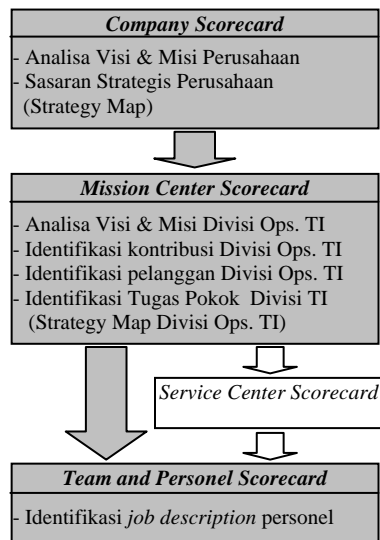 Company Scorecard
- Analisa Visi & Misi Perusahaan
- Sasaran Strategis Perusahaan
(Strategy Map)
Mission Center Scorecard
- Analisa Visi & Misi Divisi Ops. TI
- Identifikasi kontribusi Divisi Ops. TI
- Identifikasi pelanggan Divisi Ops. TI
- Identifikasi Tugas Pokok Divisi TI
(Strategy Map Divisi Ops. TI)
Service Center Scorecard
Team and Personel Scorecard
- Identifikasi job description personel